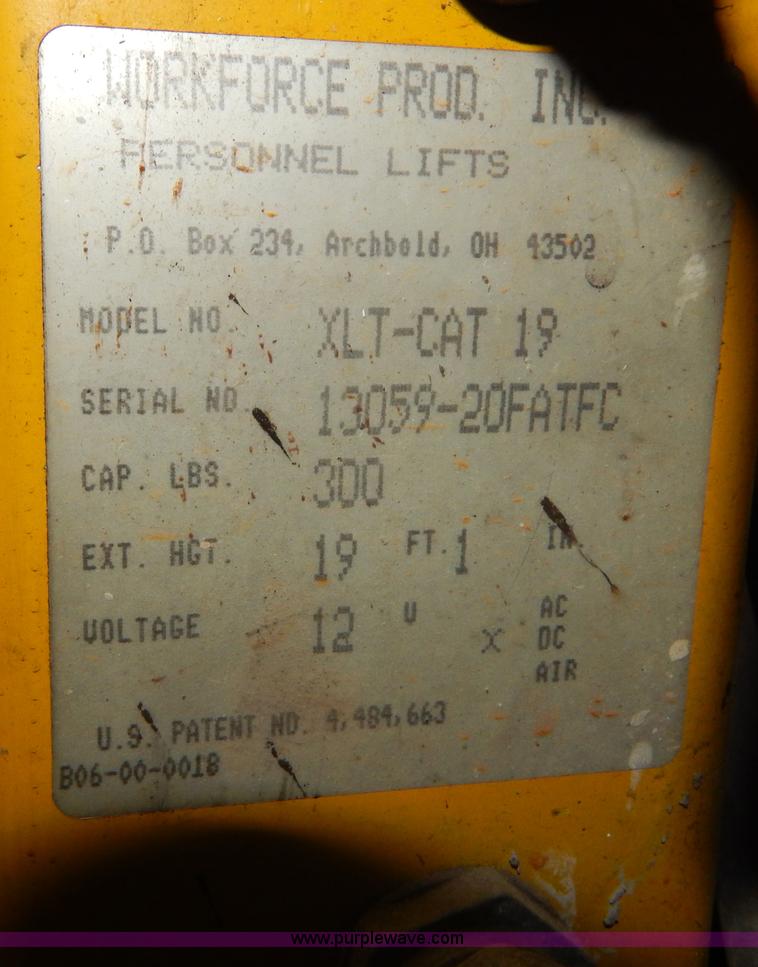 WORKFORCE PROD. INC.
PERSONNEL LIFTS
P.O. Box 234, Archbold, OH 43502
MODEL NO. XLT-CAT 19
SERIAL NO. 13059-20FATFC
CAP. LBS. 300
EXT. HGT. 19 FT. 1 IN
VOLTAGE 12 V
AC
X DC
AIR
U.S. PATENT NO. 4,484,663
B06-00-0018
www.purplewave.com